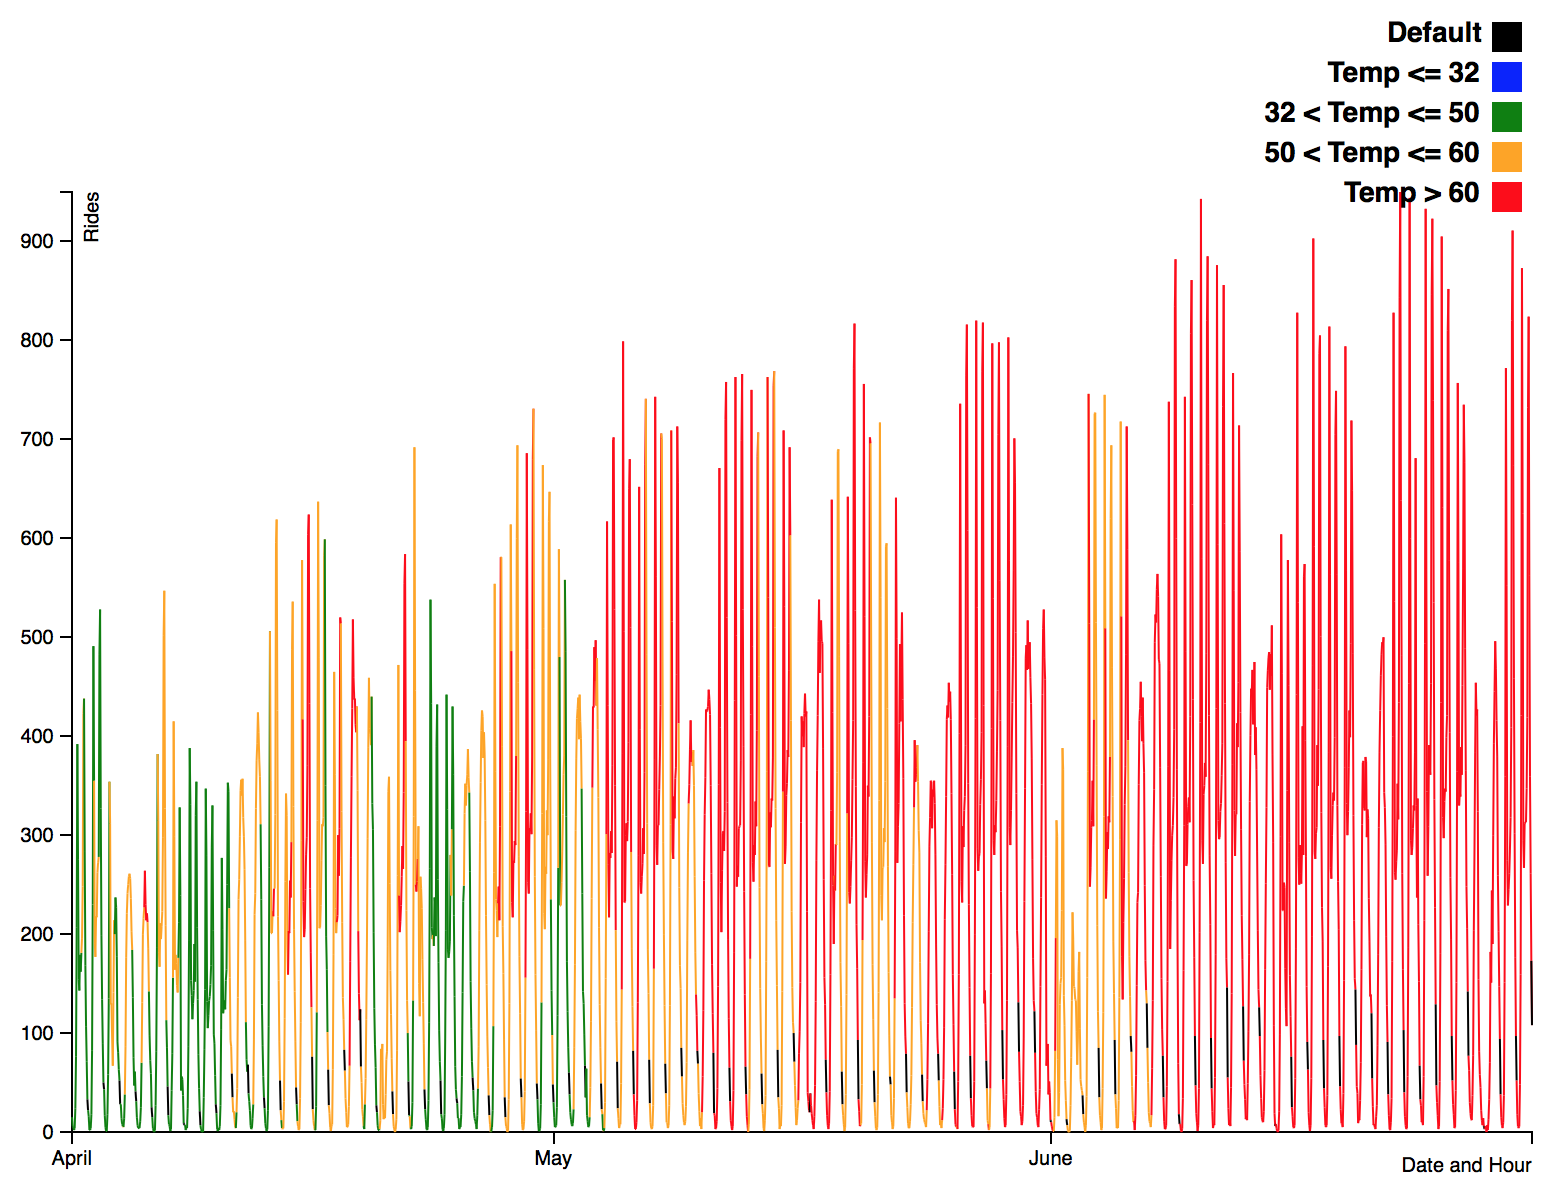 Default
Temp <= 32
32 < Temp <= 50
50 < Temp <= 60
Temp > 60
Rides
900
800
700
600
500
400
300
200
100
0
April
May
June
Date and Hour